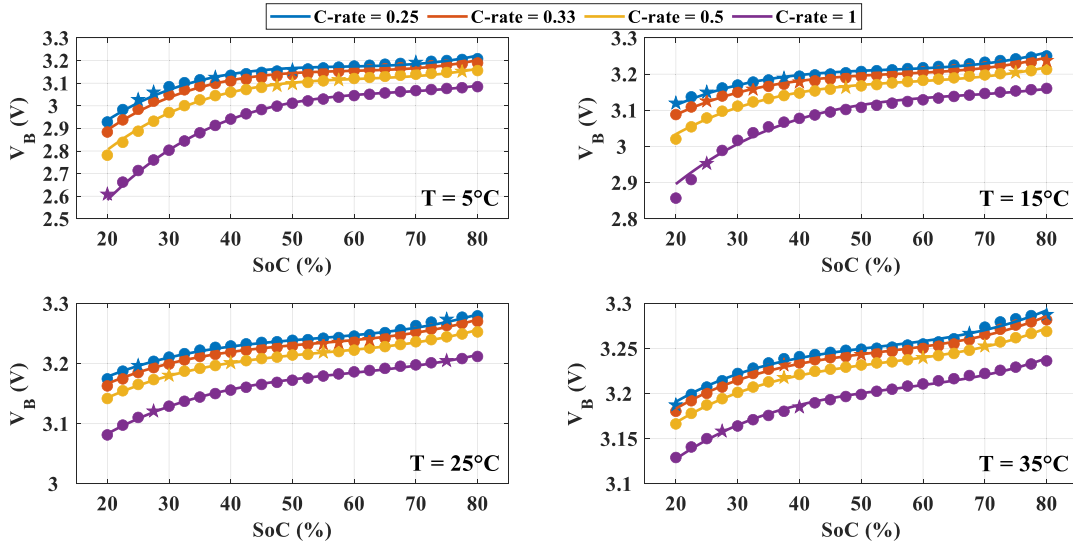 C-rate = 0.25 C-rate = 0.33 C-rate = 0.5 C-rate = 1
3.3
3.2
3.1
3
2.9
2.8
2.7
2.6
2.5
V_B (V)
T = 5°C
20 30 40 50 60 70 80
SoC (%)
3.3
3.2
3.1
3
2.9
2.8
V_B (V)
T = 15°C
20 30 40 50 60 70 80
SoC (%)
3.3
3.2
3.1
3
V_B (V)
T = 25°C
20 30 40 50 60 70 80
SoC (%)
3.3
3.25
3.2
3.15
3.1
V_B (V)
T = 35°C
20 30 40 50 60 70 80
SoC (%)